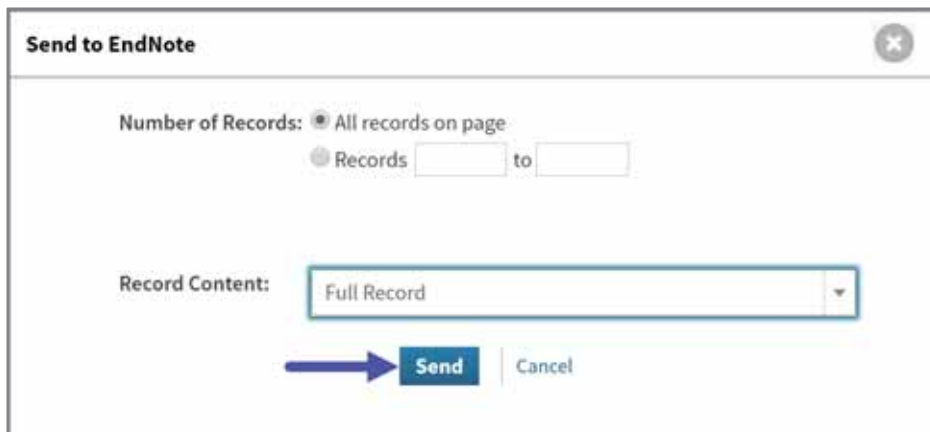 Send to EndNote
Number of Records: All records on page
Records to
Record Content: Full Record
Send Cancel